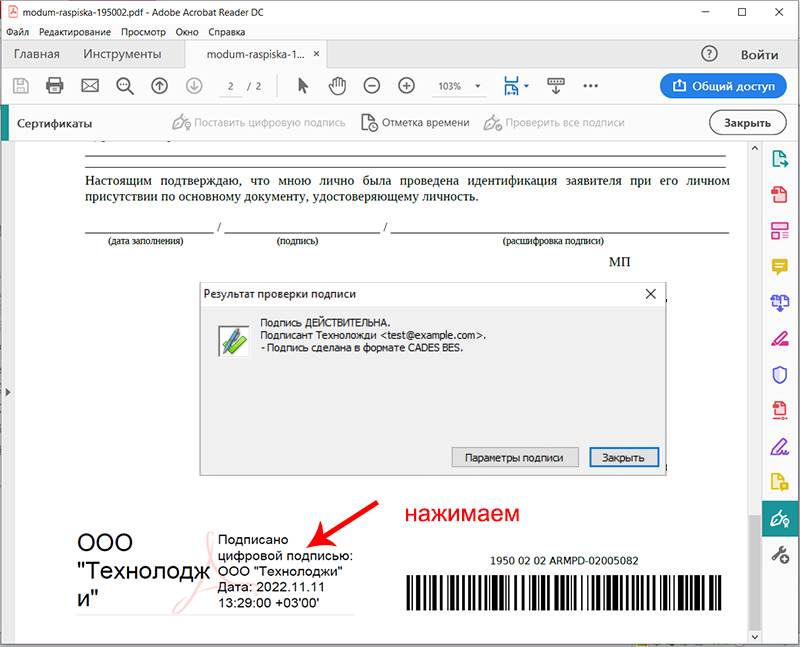 modum-raspiska-195002.pdf - Adobe Acrobat Reader DC
Файл Редактирование Просмотр Окно Справка
Главная Инструменты modum-raspiska-1... × ? Войти
2 / 2 103% Общий доступ
Сертификаты Поставить цифровую подпись Отметка времени Проверить все подписи Закрыть
Настоящим подтверждаю, что мною лично была проведена идентификация заявителя при его личном
присутствии по основному документу, удостоверяющему личность.
/ /
(дата заполнения) (подпись) (расшифровка подписи)
МП
Результат проверки подписи
Подпись ДЕЙСТВИТЕЛЬНА.
Подписант Техноложди <test@example.com>.
- Подпись сделана в формате CADES BES.
Параметры подписи Закрыть
нажимаем
ООО
"Технолодж
и"
Подписано
цифровой подписью:
ООО "Технолоджи"
Дата: 2022.11.11
13:29:00 +03'00'
1950 02 02 ARMPD-02005082